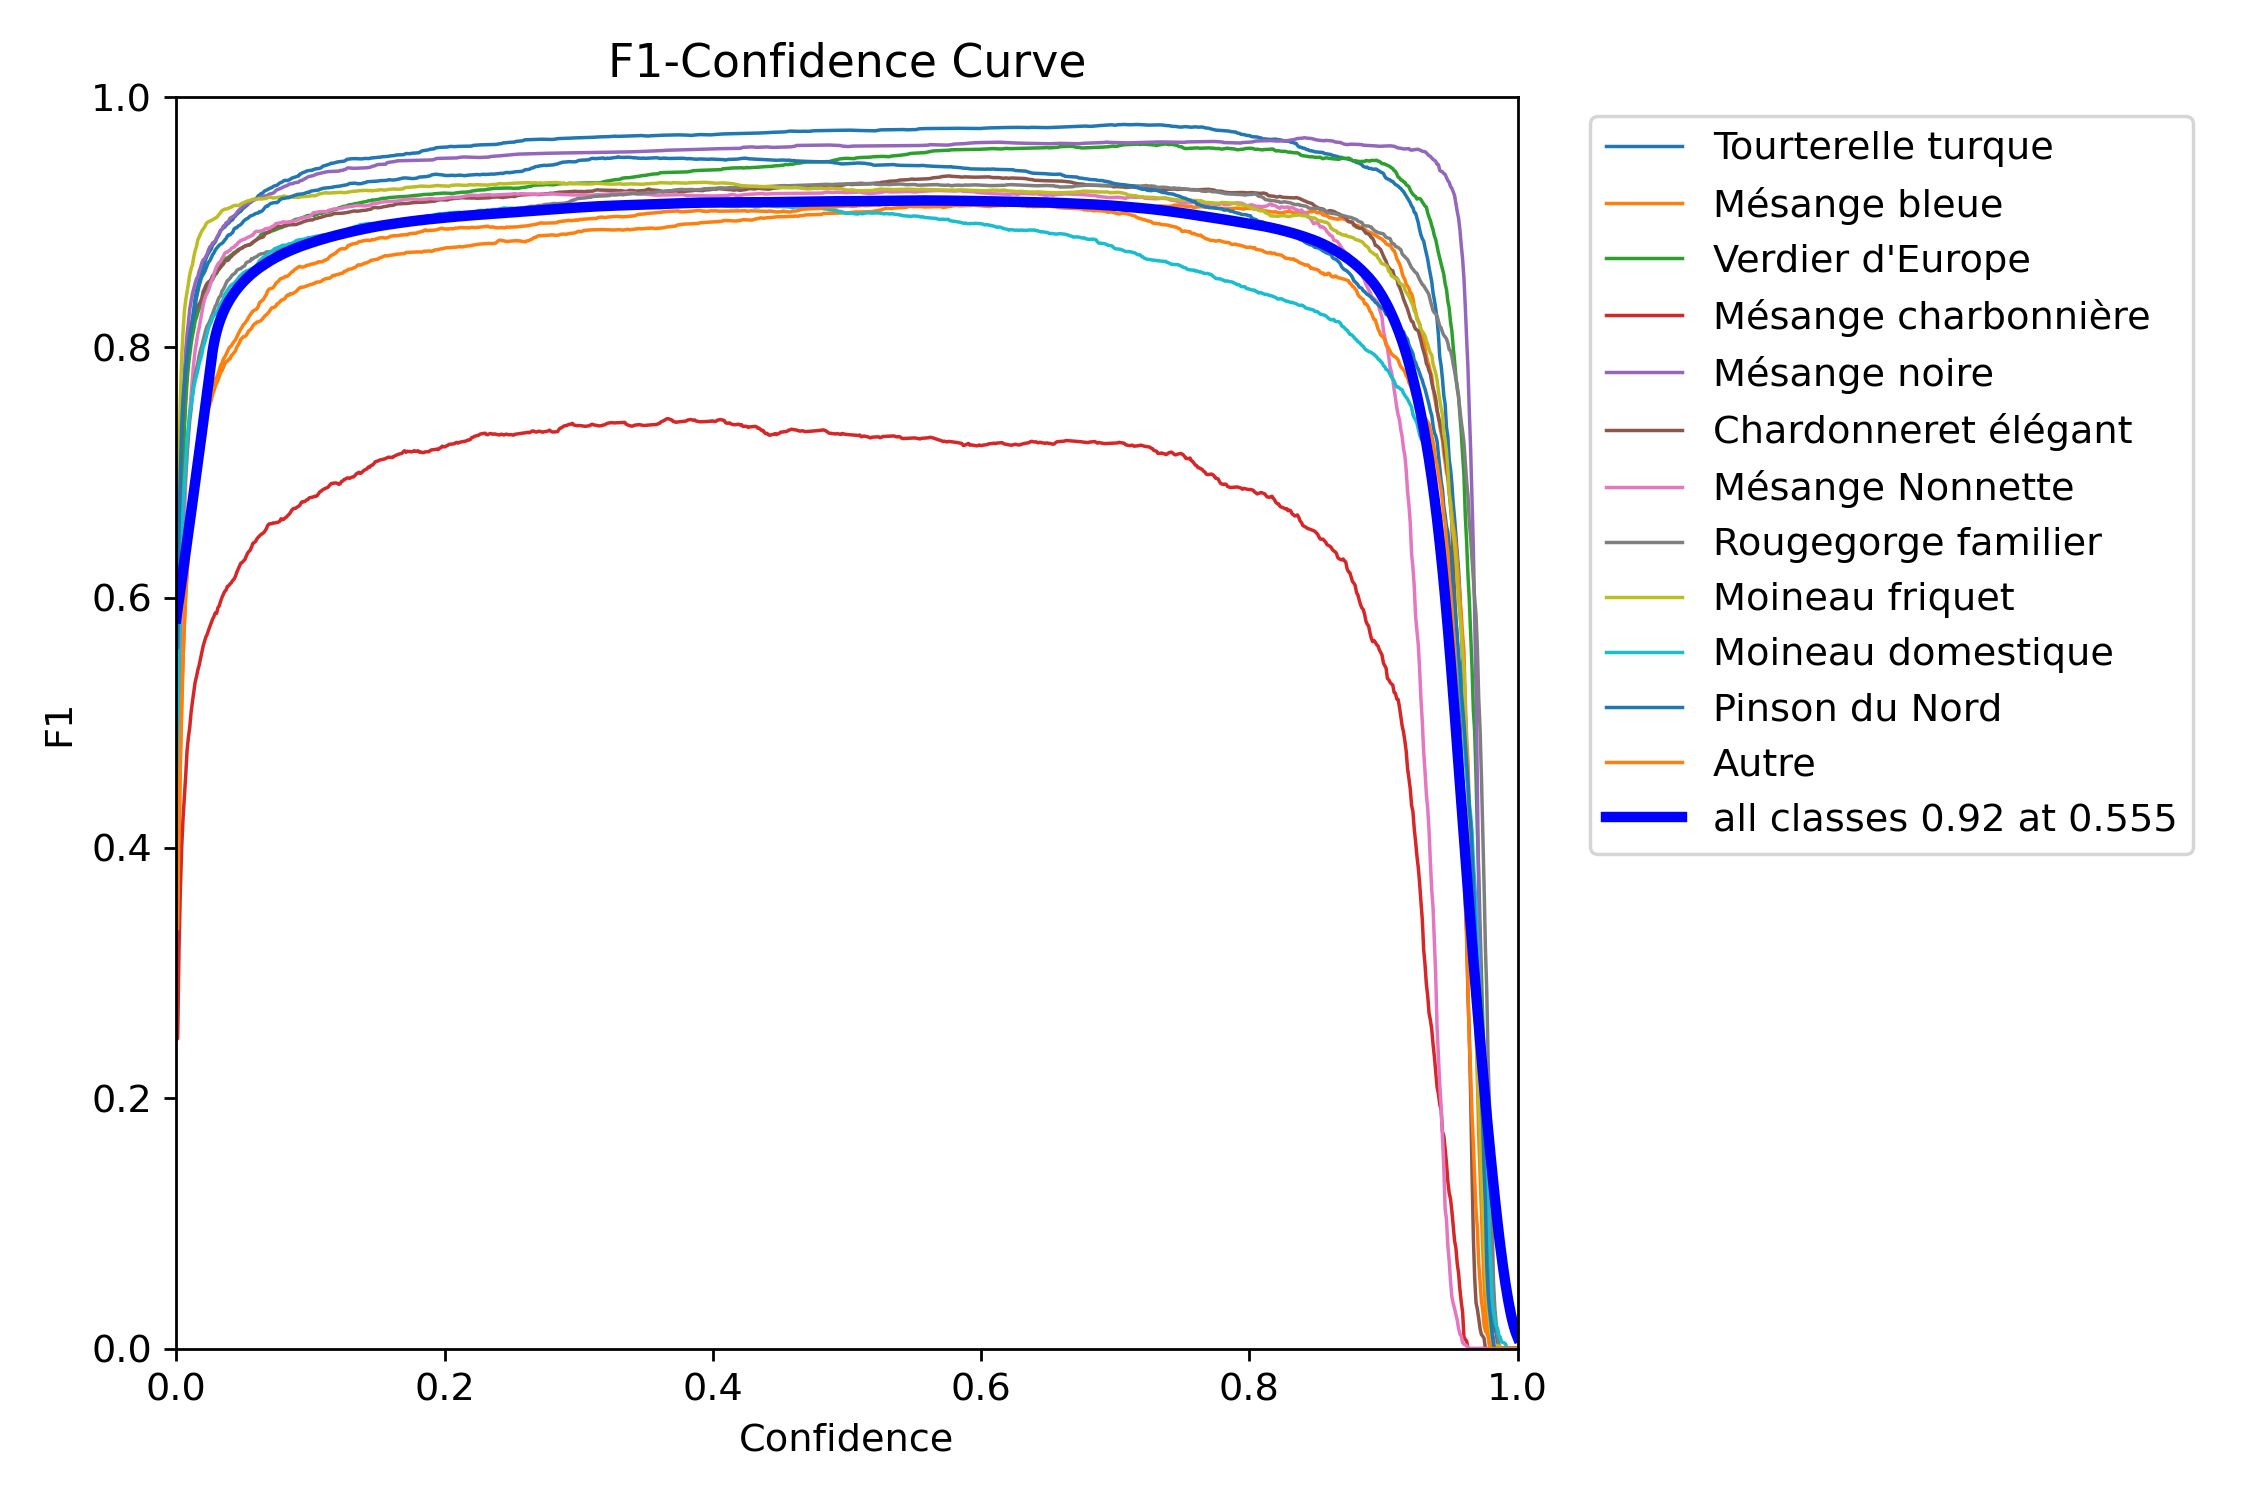 F1-Confidence Curve
1.0
0.8
0.6
0.4
0.2
0.0
F1
0.0 0.2 0.4 0.6 0.8 1.0
Confidence
Tourterelle turque
Mésange bleue
Verdier d'Europe
Mésange charbonnière
Mésange noire
Chardonneret élégant
Mésange Nonnette
Rougegorge familier
Moineau friquet
Moineau domestique
Pinson du Nord
Autre
all classes 0.92 at 0.555